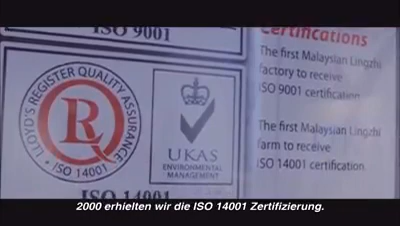 ISO 9001
Certifications
The first Malaysian Lingzhi
factory to receive
ISO 9001 certification
LLOYD'S REGISTER QUALITY ASSURANCE
LRQ
ISO 14001
UKAS
ENVIRONMENTAL
MANAGEMENT
The first Malaysian Lingzhi
farm to receive
ISO 14001 certification
ISO 14001
2000 erhielten wir die ISO 14001 Zertifizierung.